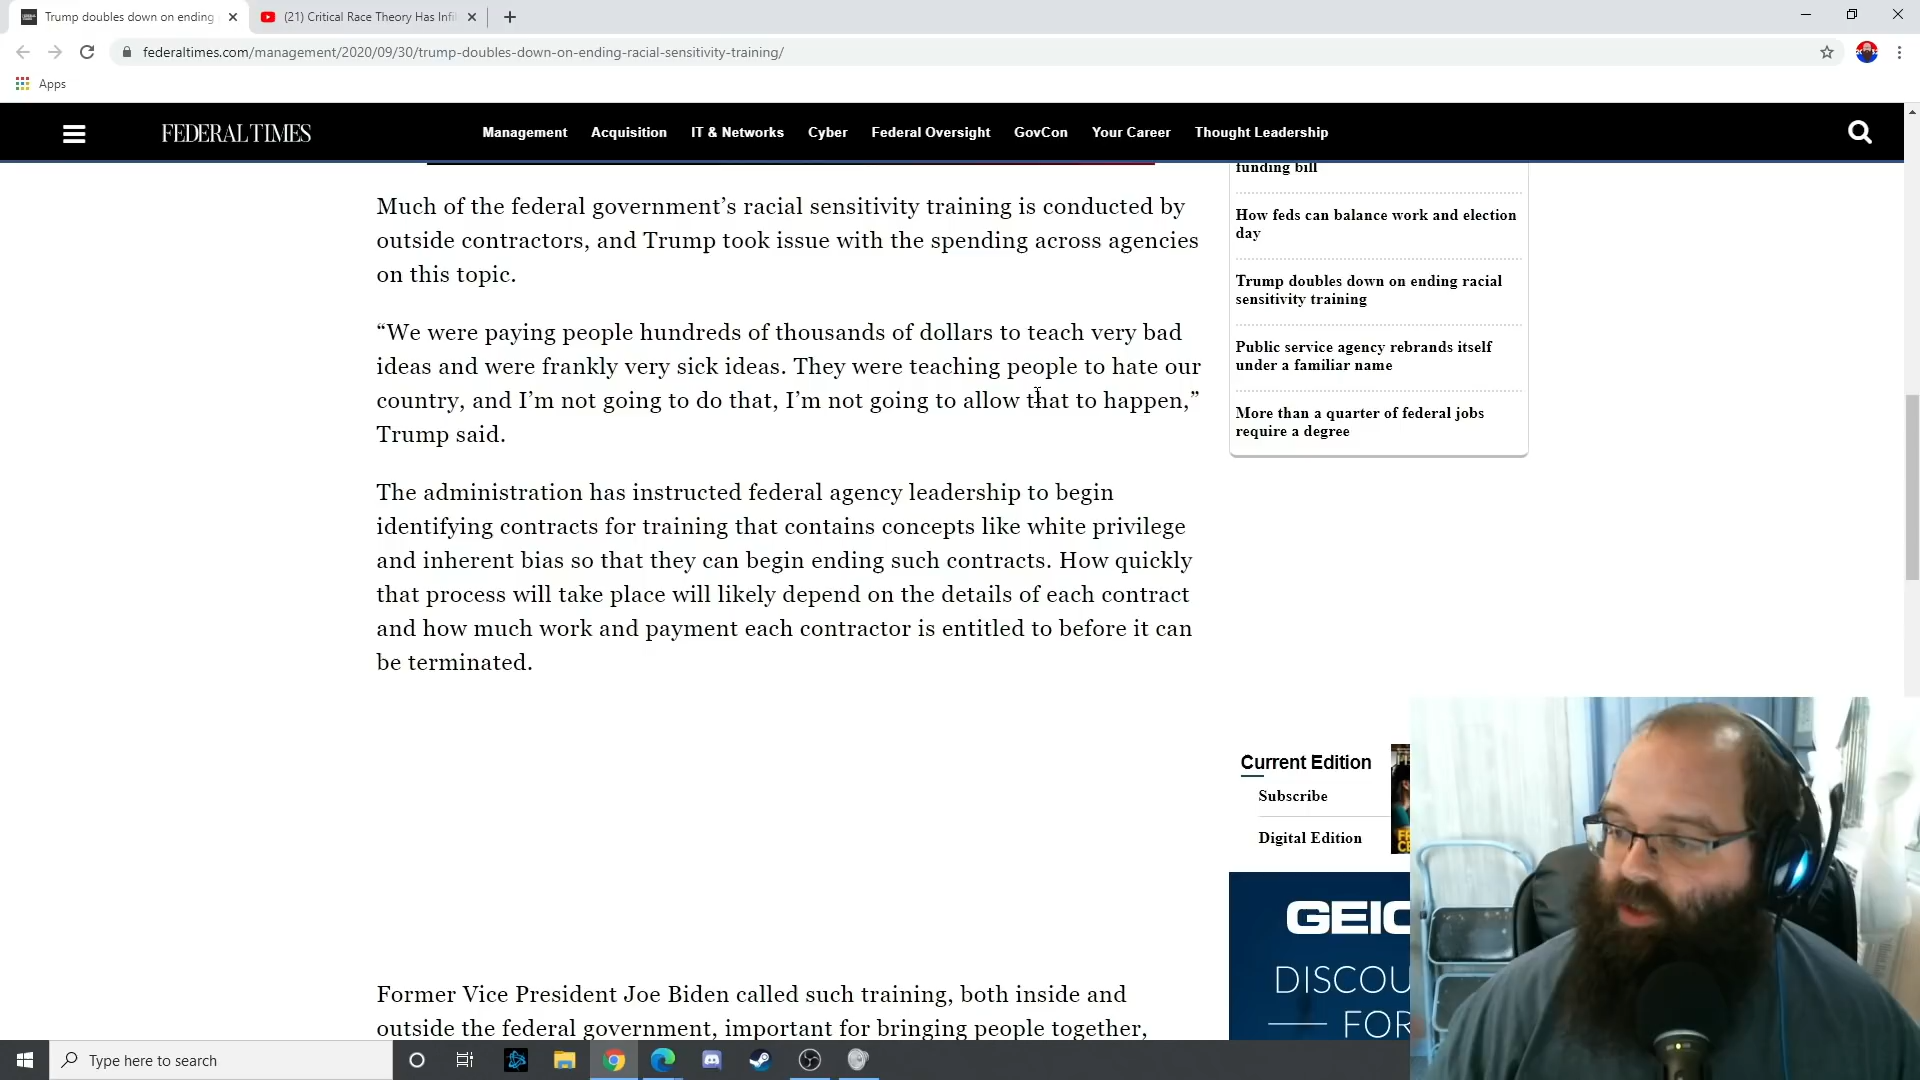 Trump doubles down on ending
(21) Critical Race Theory Has Infi
federaltimes.com/management/2020/09/30/trump-doubles-down-on-ending-racial-sensitivity-training/
Apps
FEDERAL TIMES
Management
Acquisition
IT & Networks
Cyber
Federal Oversight
GovCon
Your Career
Thought Leadership
Much of the federal government’s racial sensitivity training is conducted by
outside contractors, and Trump took issue with the spending across agencies
on this topic.
“We were paying people hundreds of thousands of dollars to teach very bad
ideas and were frankly very sick ideas. They were teaching people to hate our
country, and I’m not going to do that, I’m not going to allow that to happen,”
Trump said.
The administration has instructed federal agency leadership to begin
identifying contracts for training that contains concepts like white privilege
and inherent bias so that they can begin ending such contracts. How quickly
that process will take place will likely depend on the details of each contract
and how much work and payment each contractor is entitled to before it can
be terminated.
Former Vice President Joe Biden called such training, both inside and
outside the federal government, important for bringing people together,
funding bill
How feds can balance work and election
day
Trump doubles down on ending racial
sensitivity training
Public service agency rebrands itself
under a familiar name
More than a quarter of federal jobs
require a degree
Current Edition
Subscribe
Digital Edition
GEIC
DISCOU
FOR
Type here to search